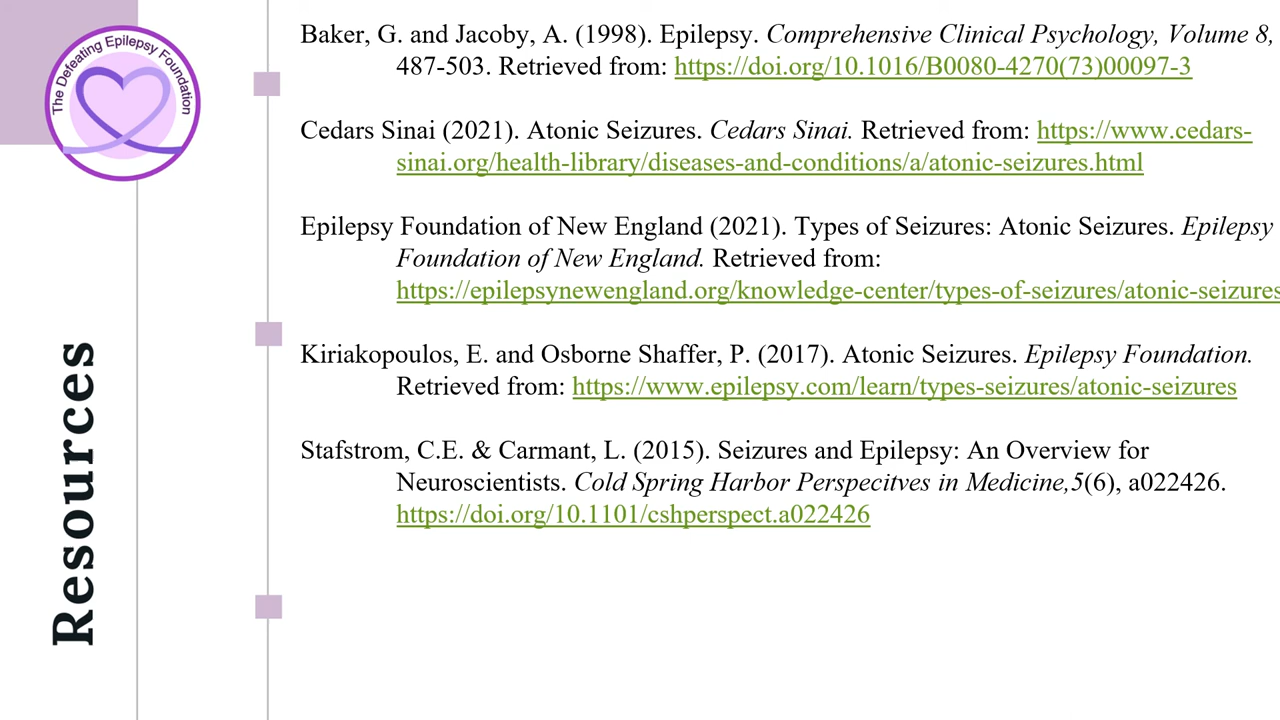 The Defeating Epilepsy Foundation
Resources
Baker, G. and Jacoby, A. (1998). Epilepsy. Comprehensive Clinical Psychology, Volume 8,
487-503. Retrieved from: https://doi.org/10.1016/B0080-4270(73)00097-3
Cedars Sinai (2021). Atonic Seizures. Cedars Sinai. Retrieved from: https://www.cedars-
sinai.org/health-library/diseases-and-conditions/a/atonic-seizures.html
Epilepsy Foundation of New England (2021). Types of Seizures: Atonic Seizures. Epilepsy
Foundation of New England. Retrieved from:
https://epilepsynewengland.org/knowledge-center/types-of-seizures/atonic-seizures
Kiriakopoulos, E. and Osborne Shaffer, P. (2017). Atonic Seizures. Epilepsy Foundation.
Retrieved from: https://www.epilepsy.com/learn/types-seizures/atonic-seizures
Stafstrom, C.E. & Carmant, L. (2015). Seizures and Epilepsy: An Overview for
Neuroscientists. Cold Spring Harbor Perspecitves in Medicine,5(6), a022426.
https://doi.org/10.1101/cshperspect.a022426